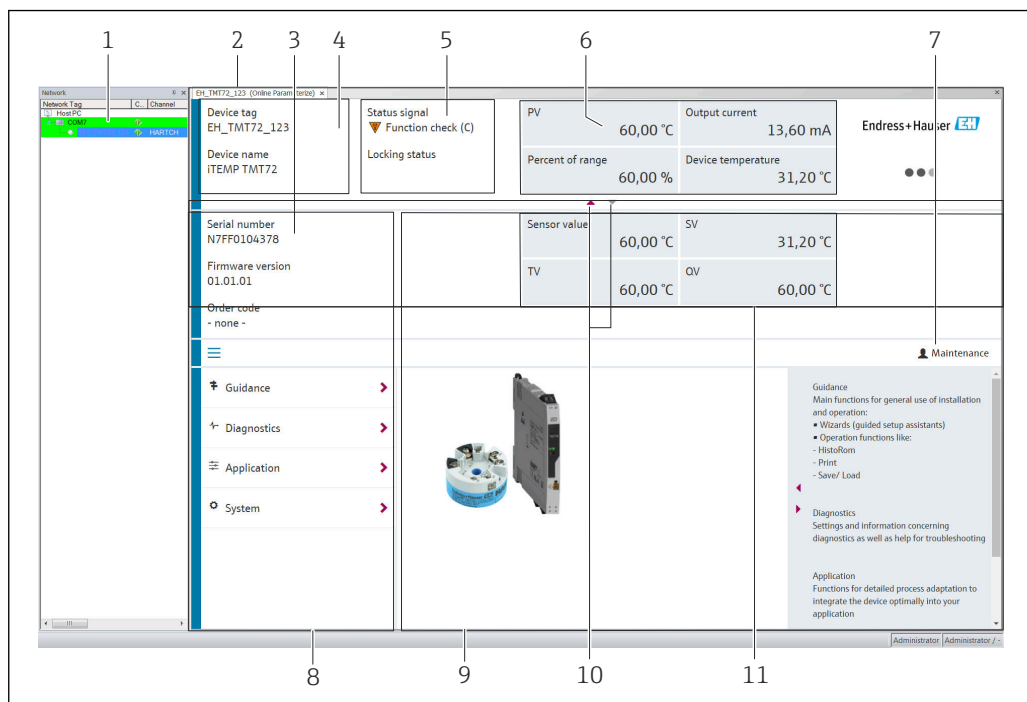 1
2
3
4
5
6
7
Network
Network Tag C... Channel
Host PC
COM7
HARTCH
EH_TMT72_123 (Online Parameterize) ×
Device tag
EH_TMT72_123
Device name
iTEMP TMT72
Status signal
Function check (C)
Locking status
PV
60,00 °C
Output current
13,60 mA
Percent of range
60,00 %
Device temperature
31,20 °C
Endress+Hauser EH
Serial number
N7FF0104378
Firmware version
01.01.01
Order code
- none -
Sensor value
60,00 °C
SV
31,20 °C
TV
60,00 °C
QV
60,00 °C
Maintenance
Guidance
Diagnostics
Application
System
Guidance
Main functions for general use of installation
and operation:
▪ Wizards (guided setup assistants)
▪ Operation functions like:
- HistoRom
- Print
- Save/ Load
Diagnostics
Settings and information concerning
diagnostics as well as help for troubleshooting
Application
Functions for detailed process adaptation to
integrate the device optimally into your
application
Administrator Administrator / -
8
9
10
11